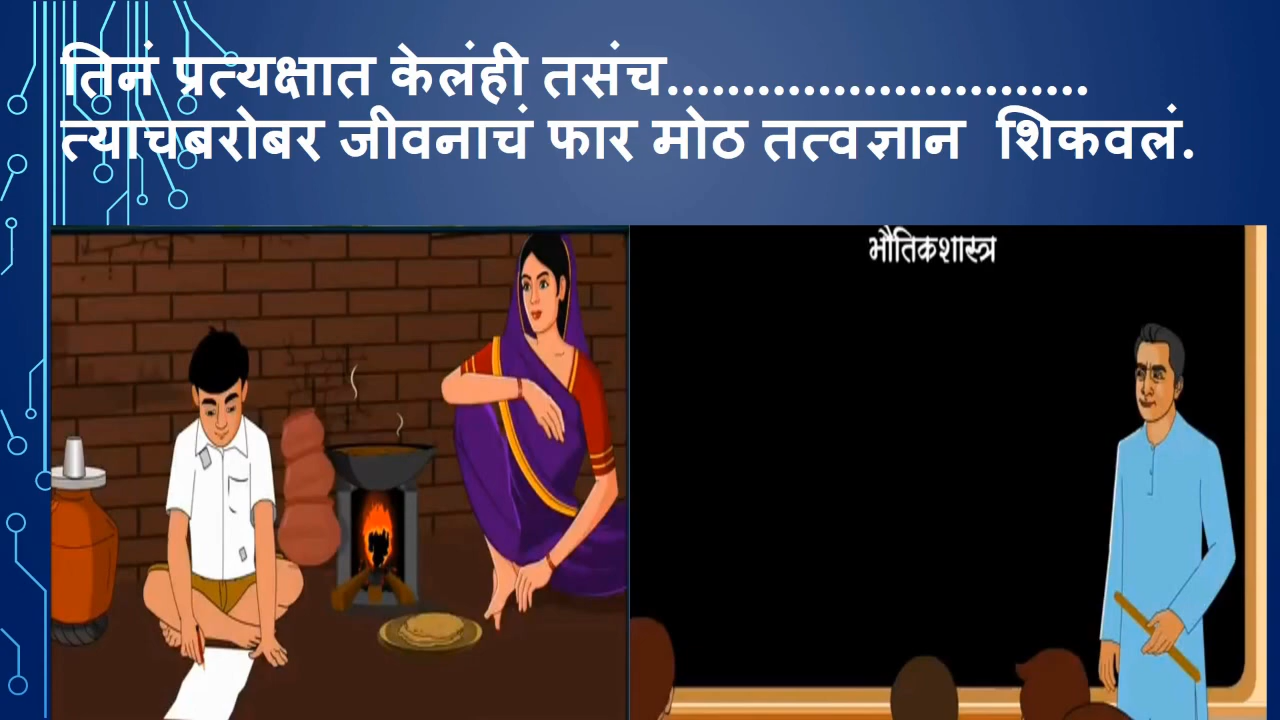 तिनं प्रत्यक्षात केलंही तसंच............................
त्याचबरोबर जीवनाचं फार मोठ तत्वज्ञान शिकवलं.
भौतिकशास्त्र